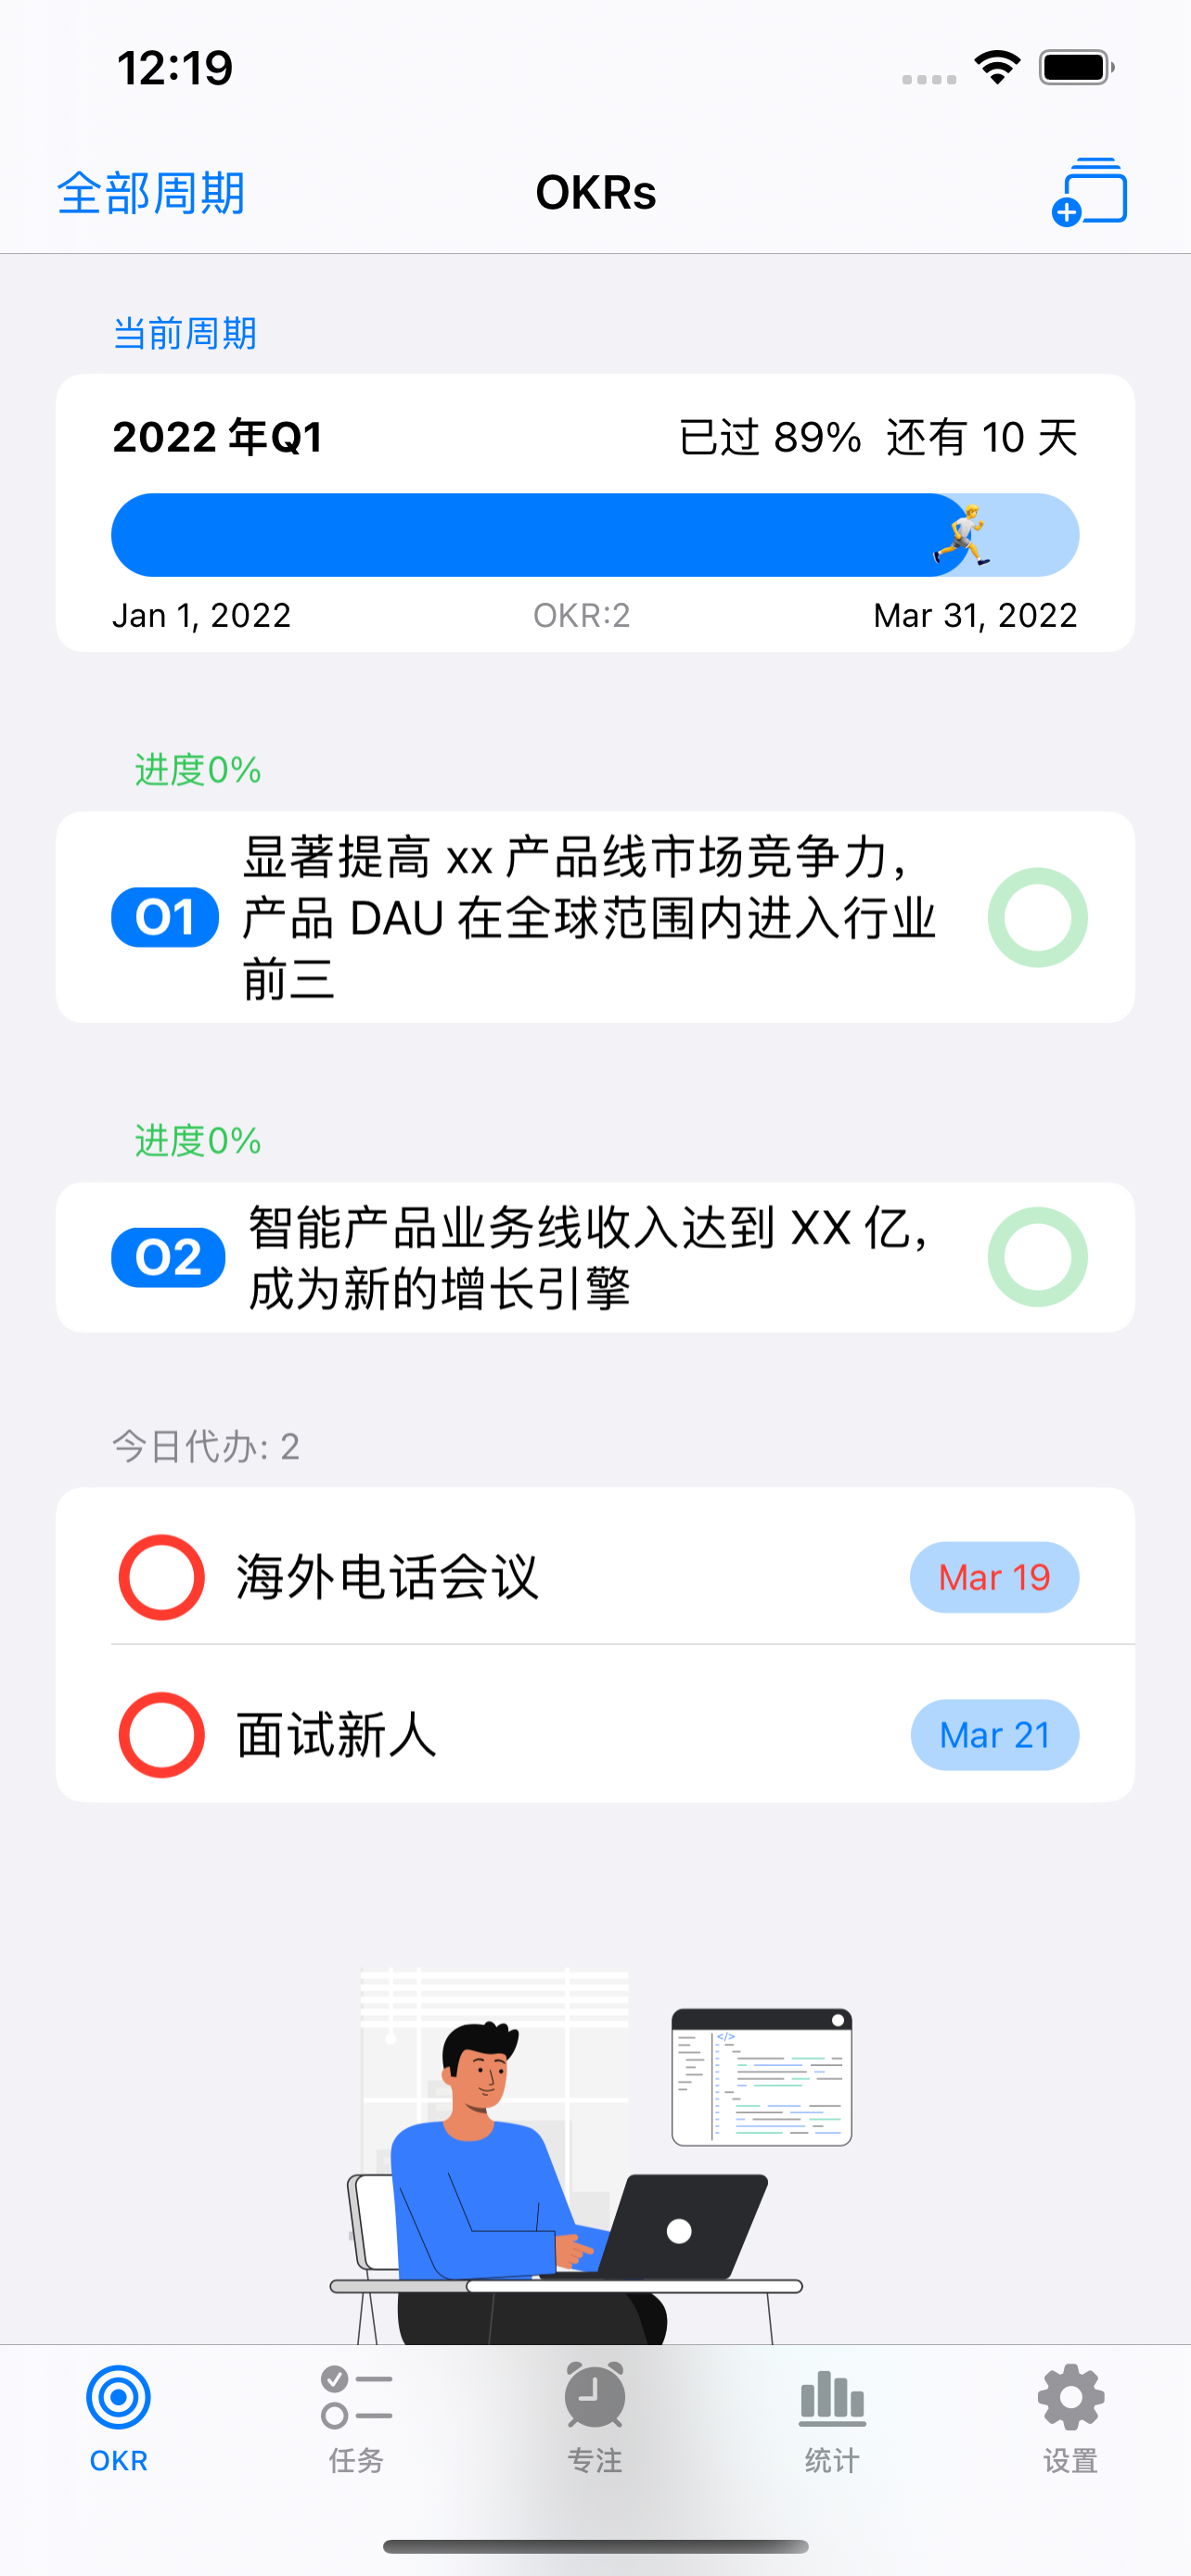 12:19
全部周期
OKRs
当前周期
2022 年Q1
已过 89% 还有 10 天
Jan 1, 2022
OKR:2
Mar 31, 2022
进度0%
O1
显著提高 xx 产品线市场竞争力，
产品 DAU 在全球范围内进入行业
前三
进度0%
O2
智能产品业务线收入达到 XX 亿，
成为新的增长引擎
今日代办: 2
海外电话会议
Mar 19
面试新人
Mar 21
</>
OKR
任务
专注
统计
设置